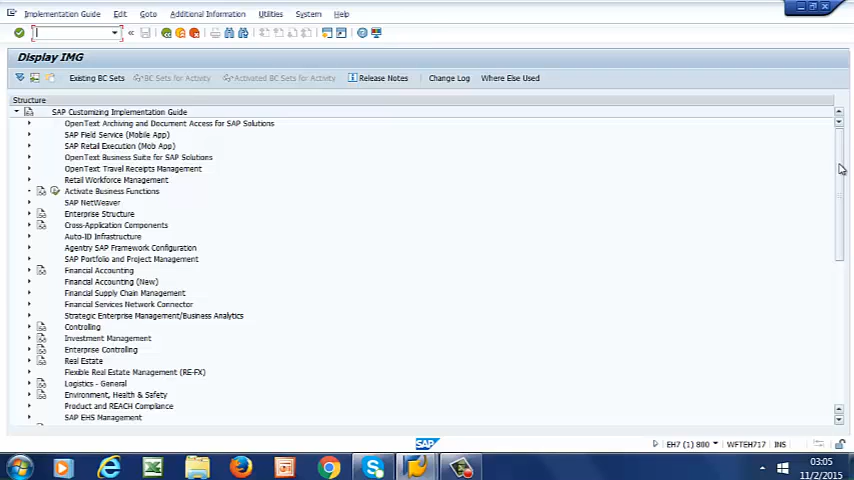 Implementation Guide Edit Goto Additional Information Utilities System Help
Display IMG
Existing BC Sets BC Sets for Activity Activated BC Sets for Activity Release Notes Change Log Where Else Used
Structure
SAP Customizing Implementation Guide
OpenText Archiving and Document Access for SAP Solutions
SAP Field Service (Mobile App)
SAP Retail Execution (Mob App)
OpenText Business Suite for SAP Solutions
OpenText Travel Receipts Management
Retail Workforce Management
Activate Business Functions
SAP NetWeaver
Enterprise Structure
Cross-Application Components
Auto-ID Infrastructure
Agentry SAP Framework Configuration
SAP Portfolio and Project Management
Financial Accounting
Financial Accounting (New)
Financial Supply Chain Management
Financial Services Network Connector
Strategic Enterprise Management/Business Analytics
Controlling
Investment Management
Enterprise Controlling
Real Estate
Flexible Real Estate Management (RE-FX)
Logistics - General
Environment, Health & Safety
Product and REACH Compliance
SAP EHS Management
SAP
EH7 (1) 800 WFTEH717 INS
03:05
11/2/2015